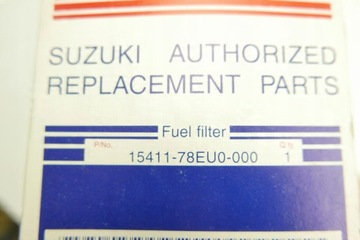 SUZUKI AUTHORIZED
REPLACEMENT PARTS
Fuel filter
P/No. Q'ty
15411-78EU0-000 1